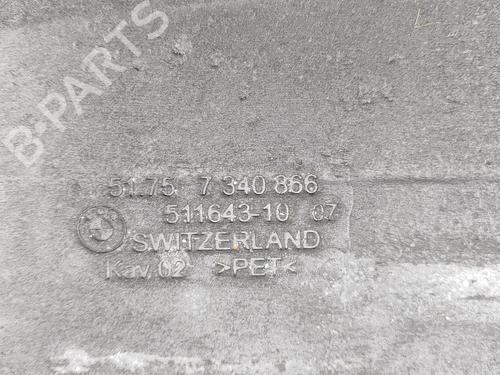 B-PARTS
51.75 7 340 866
511643-10 07
SWITZERLAND
Kav 02 >PET<